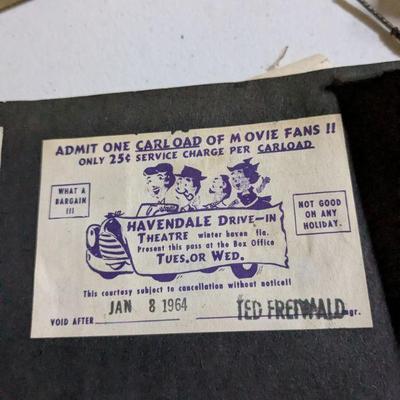 ADMIT ONE CARLOAD OF MOVIE FANS !!
ONLY 25¢ SERVICE CHARGE PER CARLOAD
WHAT A
BARGAIN
!!!
NOT GOOD
ON ANY
HOLIDAY.
HAVENDALE DRIVE-IN
THEATRE winter haven fla.
Present this pass at the Box Office
TUES. OR WED.
This courtesy subject to cancellation without notice!!
VOID AFTER JAN 8 1964 TED FREIWALD mgr.